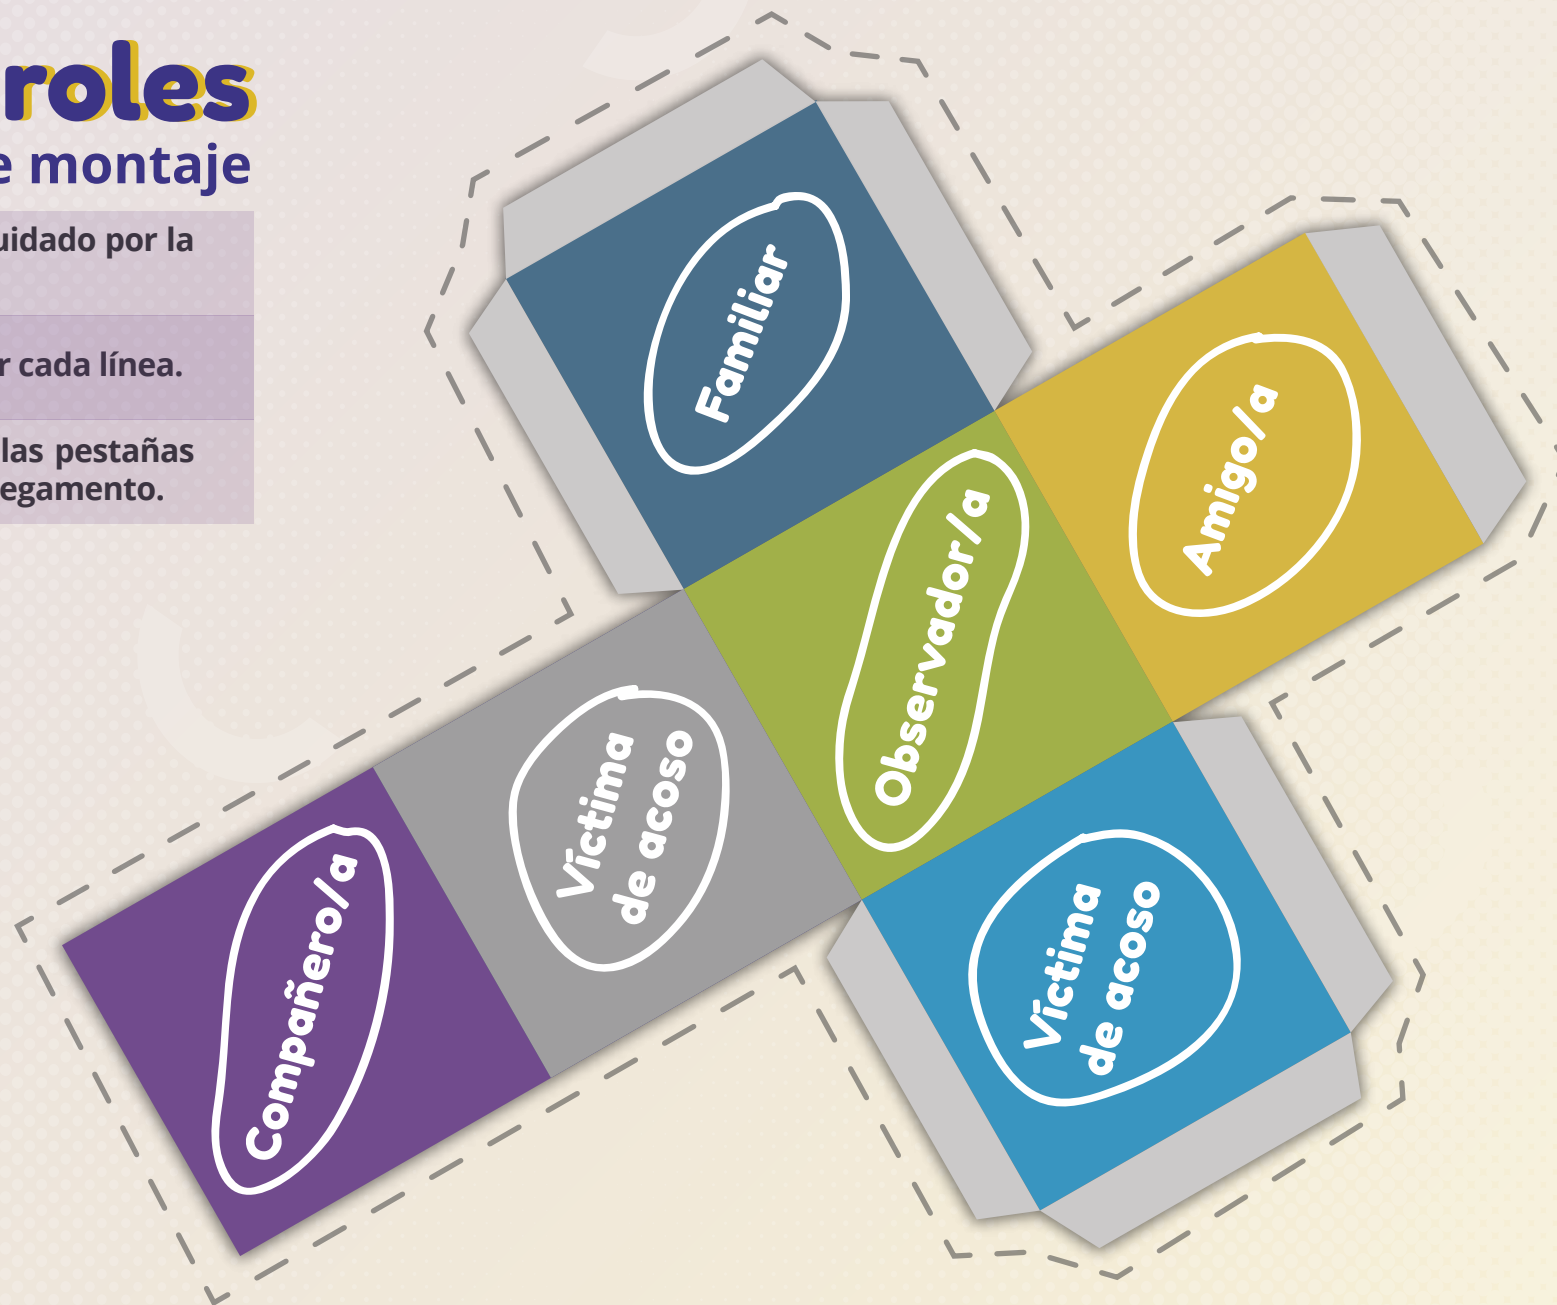 roles
e montaje
uidado por la
r cada línea.
las pestañas
egamento.
Familiar
Amigo/a
Observador/a
Víctima
de acoso
Víctima
de acoso
Compañero/a